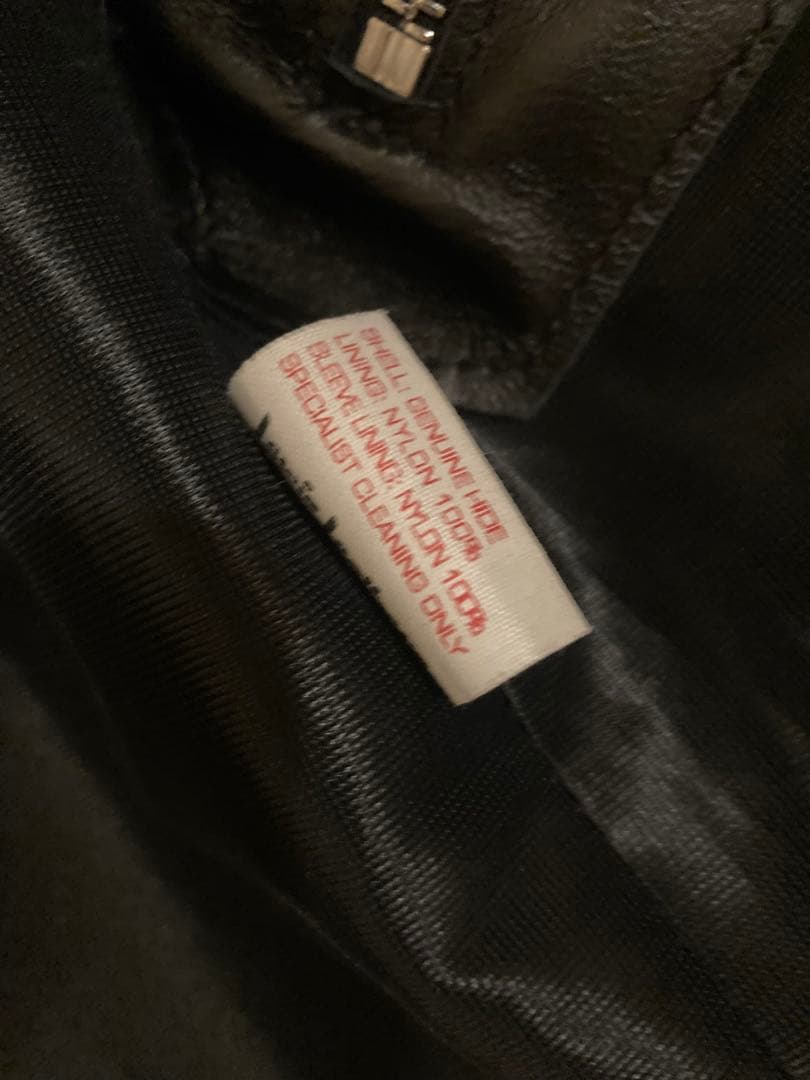 SHELL: GENUINE HIDE
LINING: NYLON 100%
SLEEVE LINING: NYLON 100%
SPECIALIST CLEANING ONLY